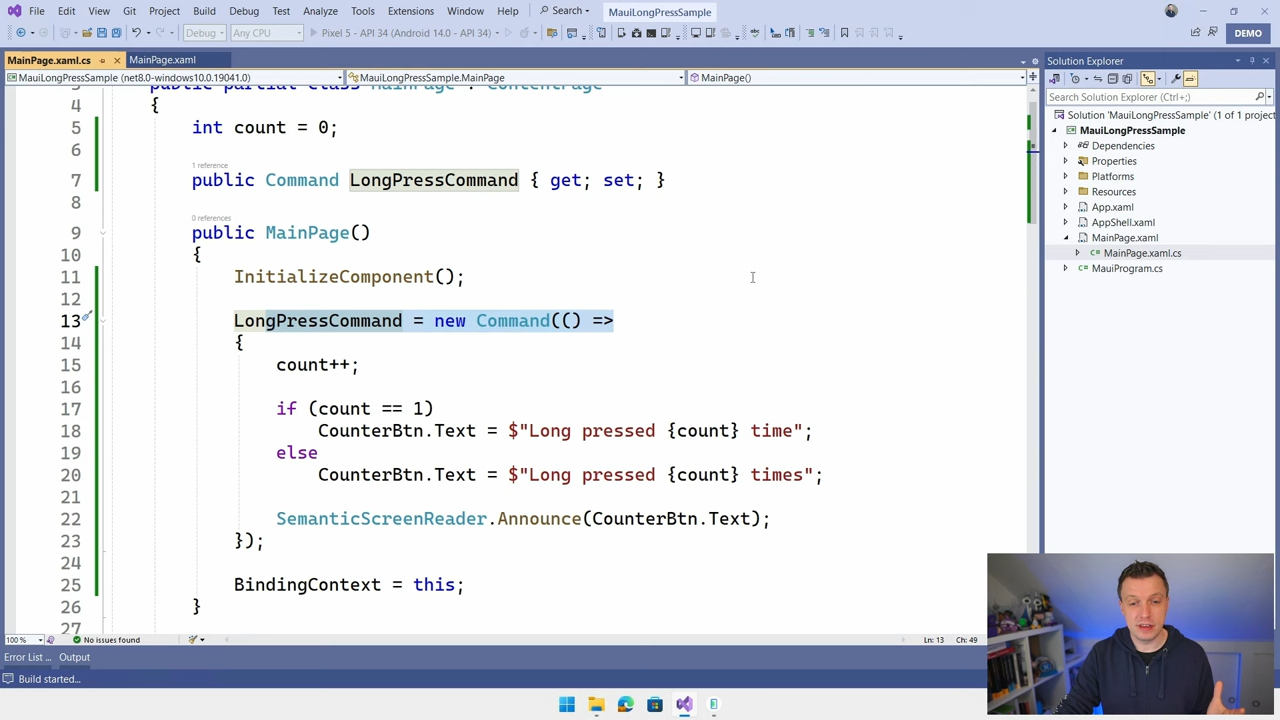 File Edit View Git Project Build Debug Test Analyze Tools Extensions Window Help Search MauiLongPressSample
Debug Any CPU Pixel 5 - API 34 (Android 14.0 - API 34) DEMO
MainPage.xaml.cs MainPage.xaml
MauiLongPressSample (net8.0-windows10.0.19041.0) MauiLongPressSample.MainPage MainPage()
public partial class MainPage : ContentPage
4 {
5 int count = 0;
6
1 reference
7 public Command LongPressCommand { get; set; }
8
0 references
9 public MainPage()
10 {
11 InitializeComponent();
12
13 LongPressCommand = new Command(() =>
14 {
15 count++;
16
17 if (count == 1)
18 CounterBtn.Text = $"Long pressed {count} time";
19 else
20 CounterBtn.Text = $"Long pressed {count} times";
21
22 SemanticScreenReader.Announce(CounterBtn.Text);
23 });
24
25 BindingContext = this;
26 }
27
100 % No issues found Ln: 13 Ch: 49
Error List ... Output
Build started...
Solution Explorer
Search Solution Explorer (Ctrl+;)
Solution 'MauiLongPressSample' (1 of 1 project
MauiLongPressSample
Dependencies
Properties
Platforms
Resources
App.xaml
AppShell.xaml
MainPage.xaml
C# MainPage.xaml.cs
C# MauiProgram.cs